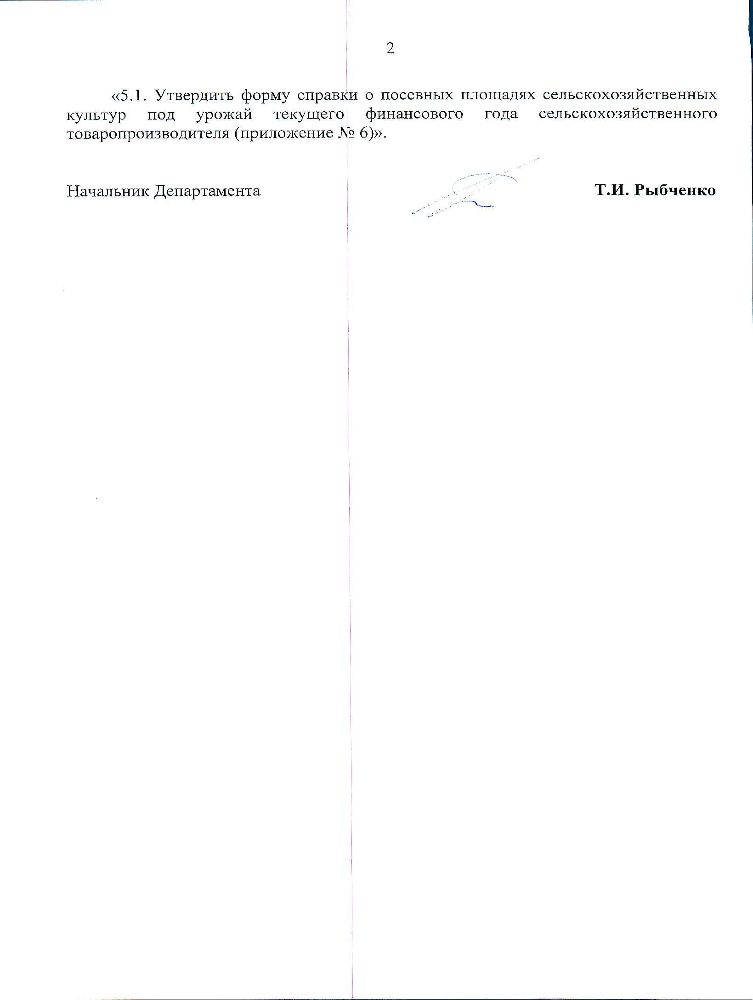 2
«5.1. Утвердить форму справки о посевных площадях сельскохозяйственных
культур под урожай текущего финансового года сельскохозяйственного
товаропроизводителя (приложение № 6)».
Начальник Департамента Т.И. Рыбченко